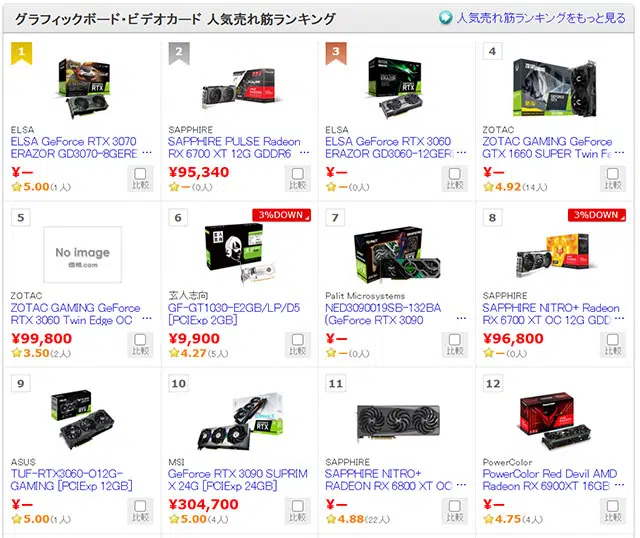 グラフィックボード・ビデオカード 人気売れ筋ランキング
人気売れ筋ランキングをもっと見る
1
ELSA
ELSA GeForce RTX 3070
ERAZOR GD3070-8GERE ...
¥―
5.00(1人)
比較
2
SAPPHIRE
SAPPHIRE PULSE Radeon
RX 6700 XT 12G GDDR6 ...
¥95,340
―(0人)
比較
3
ELSA
ELSA GeForce RTX 3060
ERAZOR GD3060-12GERI ...
¥―
―(0人)
比較
4
ZOTAC
ZOTAC GAMING GeForce
GTX 1660 SUPER Twin Fa ...
¥―
4.92(14人)
比較
5
No image
価格.com
ZOTAC
ZOTAC GAMING GeForce
RTX 3060 Twin Edge OC ...
¥99,800
3.50(2人)
比較
6
3%DOWN
玄人志向
玄人志向
GF-GT1030-E2GB/LP/D5
[PCIExp 2GB]
¥9,900
4.27(5人)
比較
7
Palit Microsystems
NED3090019SB-132BA
(GeForce RTX 3090 ...
¥―
―(0人)
比較
8
3%DOWN
SAPPHIRE
SAPPHIRE NITRO+ Radeon
RX 6700 XT OC 12G GDD ...
¥96,800
―(0人)
比較
9
ASUS
TUF-RTX3060-O12G-
GAMING [PCIExp 12GB]
¥―
5.00(1人)
比較
10
MSI
GeForce RTX 3090 SUPRIM
X 24G [PCIExp 24GB]
¥304,700
5.00(4人)
比較
11
SAPPHIRE
SAPPHIRE NITRO+
RADEON RX 6800 XT OC ...
¥―
4.88(22人)
比較
12
PowerColor
PowerColor Red Devil AMD
Radeon RX 6900XT 16GB ...
¥―
4.75(4人)
比較